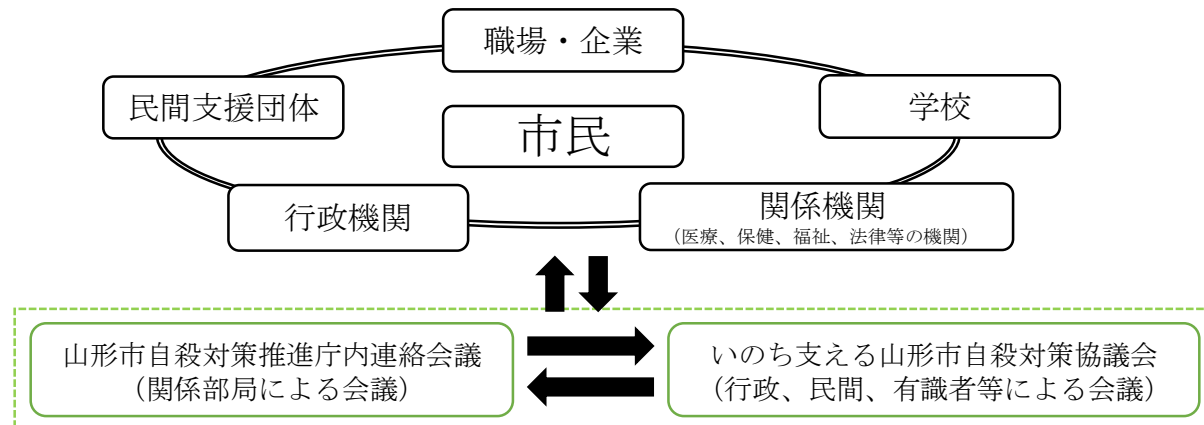 職場・企業
民間支援団体
学校
市民
行政機関
関係機関
（医療、保健、福祉、法律等の機関）
山形市自殺対策推進庁内連絡会議
（関係部局による会議）
いのち支える山形市自殺対策協議会
（行政、民間、有識者等による会議）